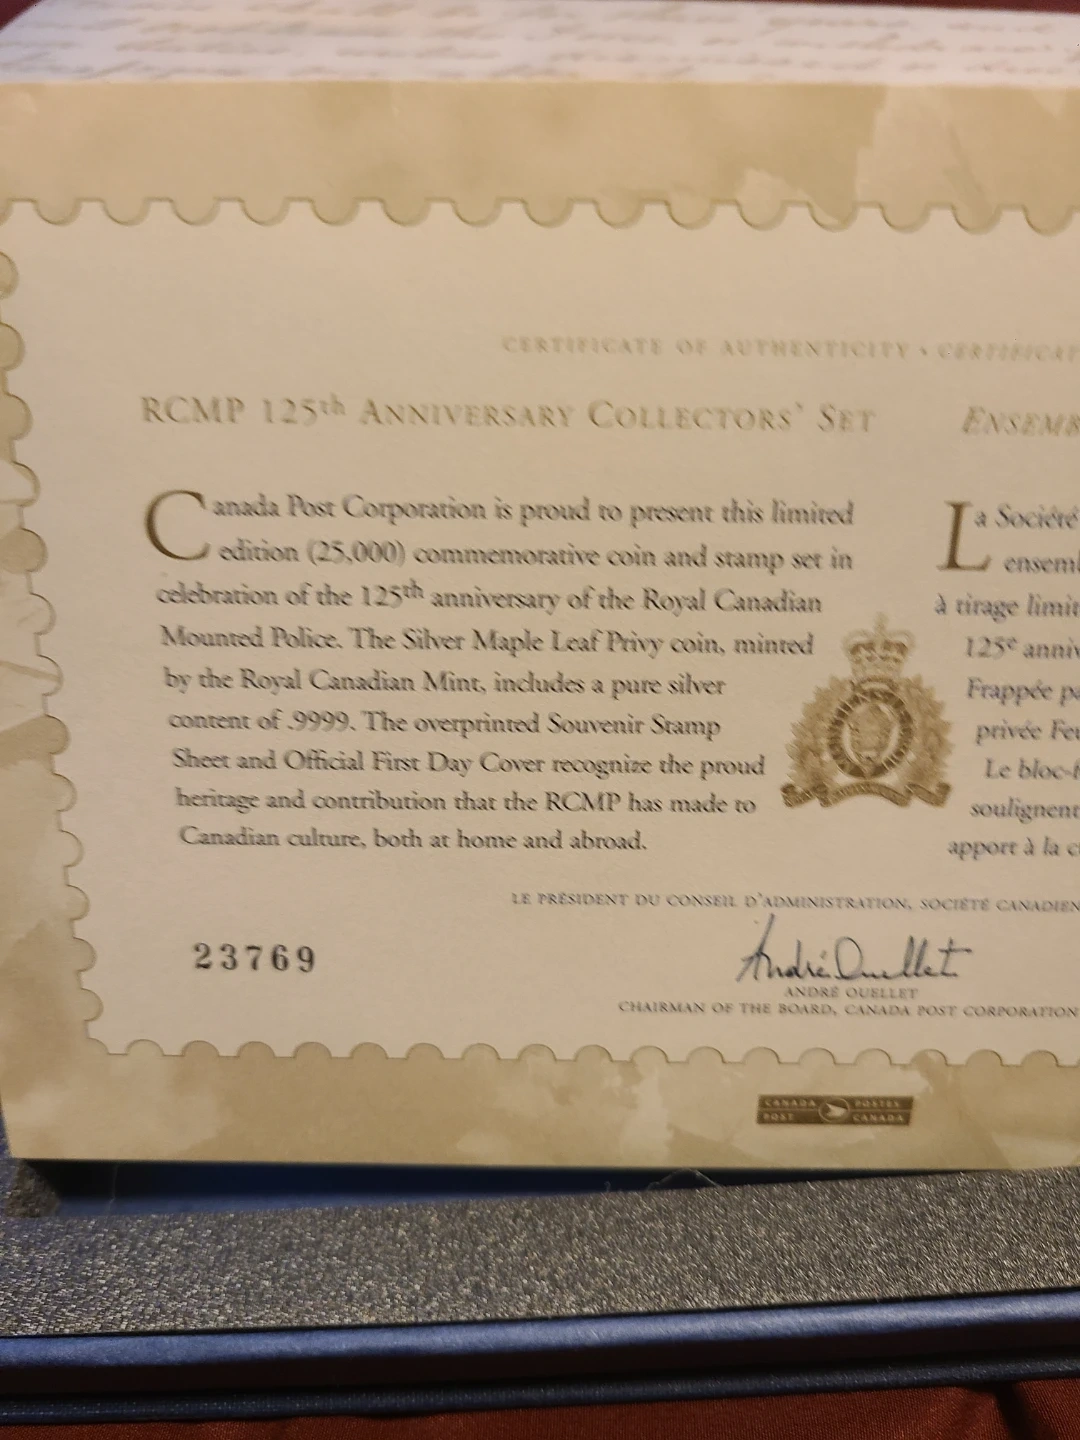 CERTIFICATE OF AUTHENTICITY • CERTIFICAT
RCMP 125th ANNIVERSARY COLLECTORS' SET
Canada Post Corporation is proud to present this limited
edition (25,000) commemorative coin and stamp set in
celebration of the 125th anniversary of the Royal Canadian
Mounted Police. The Silver Maple Leaf Privy coin, minted
by the Royal Canadian Mint, includes a pure silver
content of .9999. The overprinted Souvenir Stamp
Sheet and Official First Day Cover recognize the proud
heritage and contribution that the RCMP has made to
Canadian culture, both at home and abroad.
ENSEMB
La Société
ensemb
à tirage limit
125e anniv
Frappée pa
privée Feu
Le bloc-f
soulignent
apport à la c
LE PRÉSIDENT DU CONSEIL D'ADMINISTRATION, SOCIÉTÉ CANADIEN
23769
André Ouellet
ANDRÉ OUELLET
CHAIRMAN OF THE BOARD, CANADA POST CORPORATION
CANADA POSTES
POST CANADA